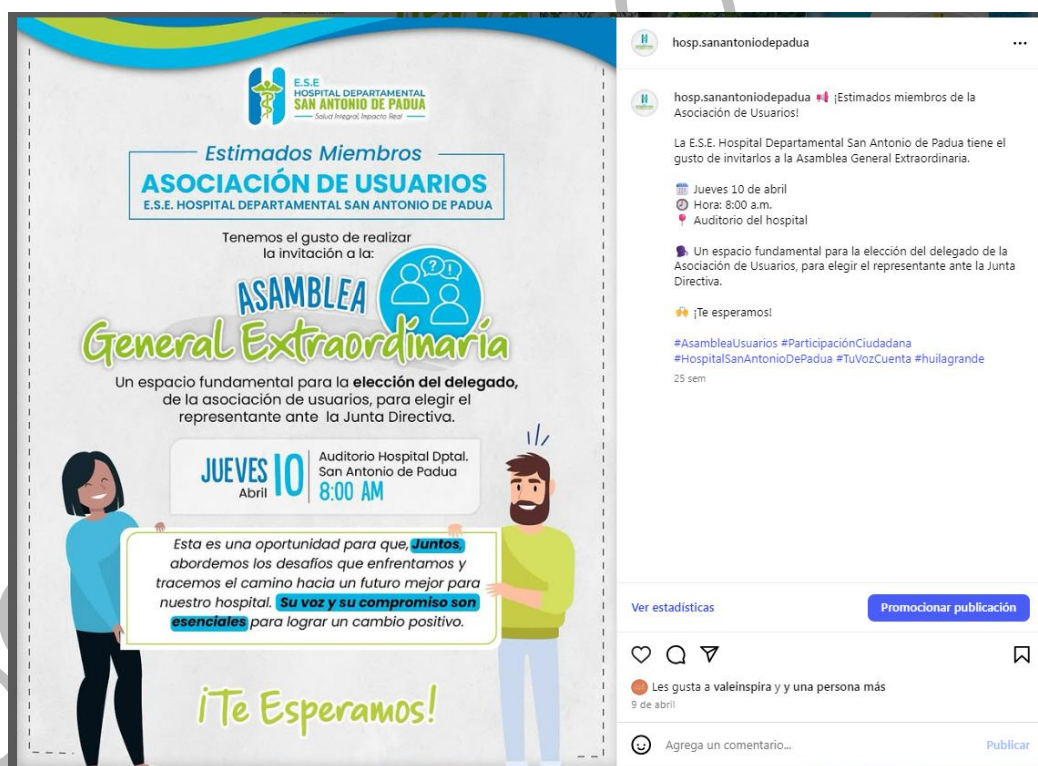 E.S.E
HOSPITAL DEPARTAMENTAL
SAN ANTONIO DE PADUA
Salud Integral, Impacto Real
Estimados Miembros
ASOCIACIÓN DE USUARIOS
E.S.E. HOSPITAL DEPARTAMENTAL SAN ANTONIO DE PADUA
Tenemos el gusto de realizar
la invitación a la:
ASAMBLEA
General Extraordinaria
Un espacio fundamental para la elección del delegado,
de la asociación de usuarios, para elegir el
representante ante la Junta Directiva.
JUEVES 10
Abril
Auditorio Hospital Dptal.
San Antonio de Padua
8:00 AM
Esta es una oportunidad para que, Juntos,
abordemos los desafíos que enfrentamos y
tracemos el camino hacia un futuro mejor para
nuestro hospital. Su voz y su compromiso son
esenciales para lograr un cambio positivo.
¡Te Esperamos!
hosp.sanantoniodepadua
hosp.sanantoniodepadua 📢 ¡Estimados miembros de la
Asociación de Usuarios!
La E.S.E. Hospital Departamental San Antonio de Padua tiene el
gusto de invitarlos a la Asamblea General Extraordinaria.
📅 Jueves 10 de abril
🕗 Hora: 8:00 a.m.
📍 Auditorio del hospital
🗣 Un espacio fundamental para la elección del delegado de la
Asociación de Usuarios, para elegir el representante ante la Junta
Directiva.
🙌 ¡Te esperamos!
#AsambleaUsuarios #ParticipaciónCiudadana
#HospitalSanAntonioDePadua #TuVozCuenta #huilagrande
25 sem
Ver estadísticas
Promocionar publicación
Les gusta a valeinspira y y una persona más
9 de abril
Agrega un comentario...
Publicar